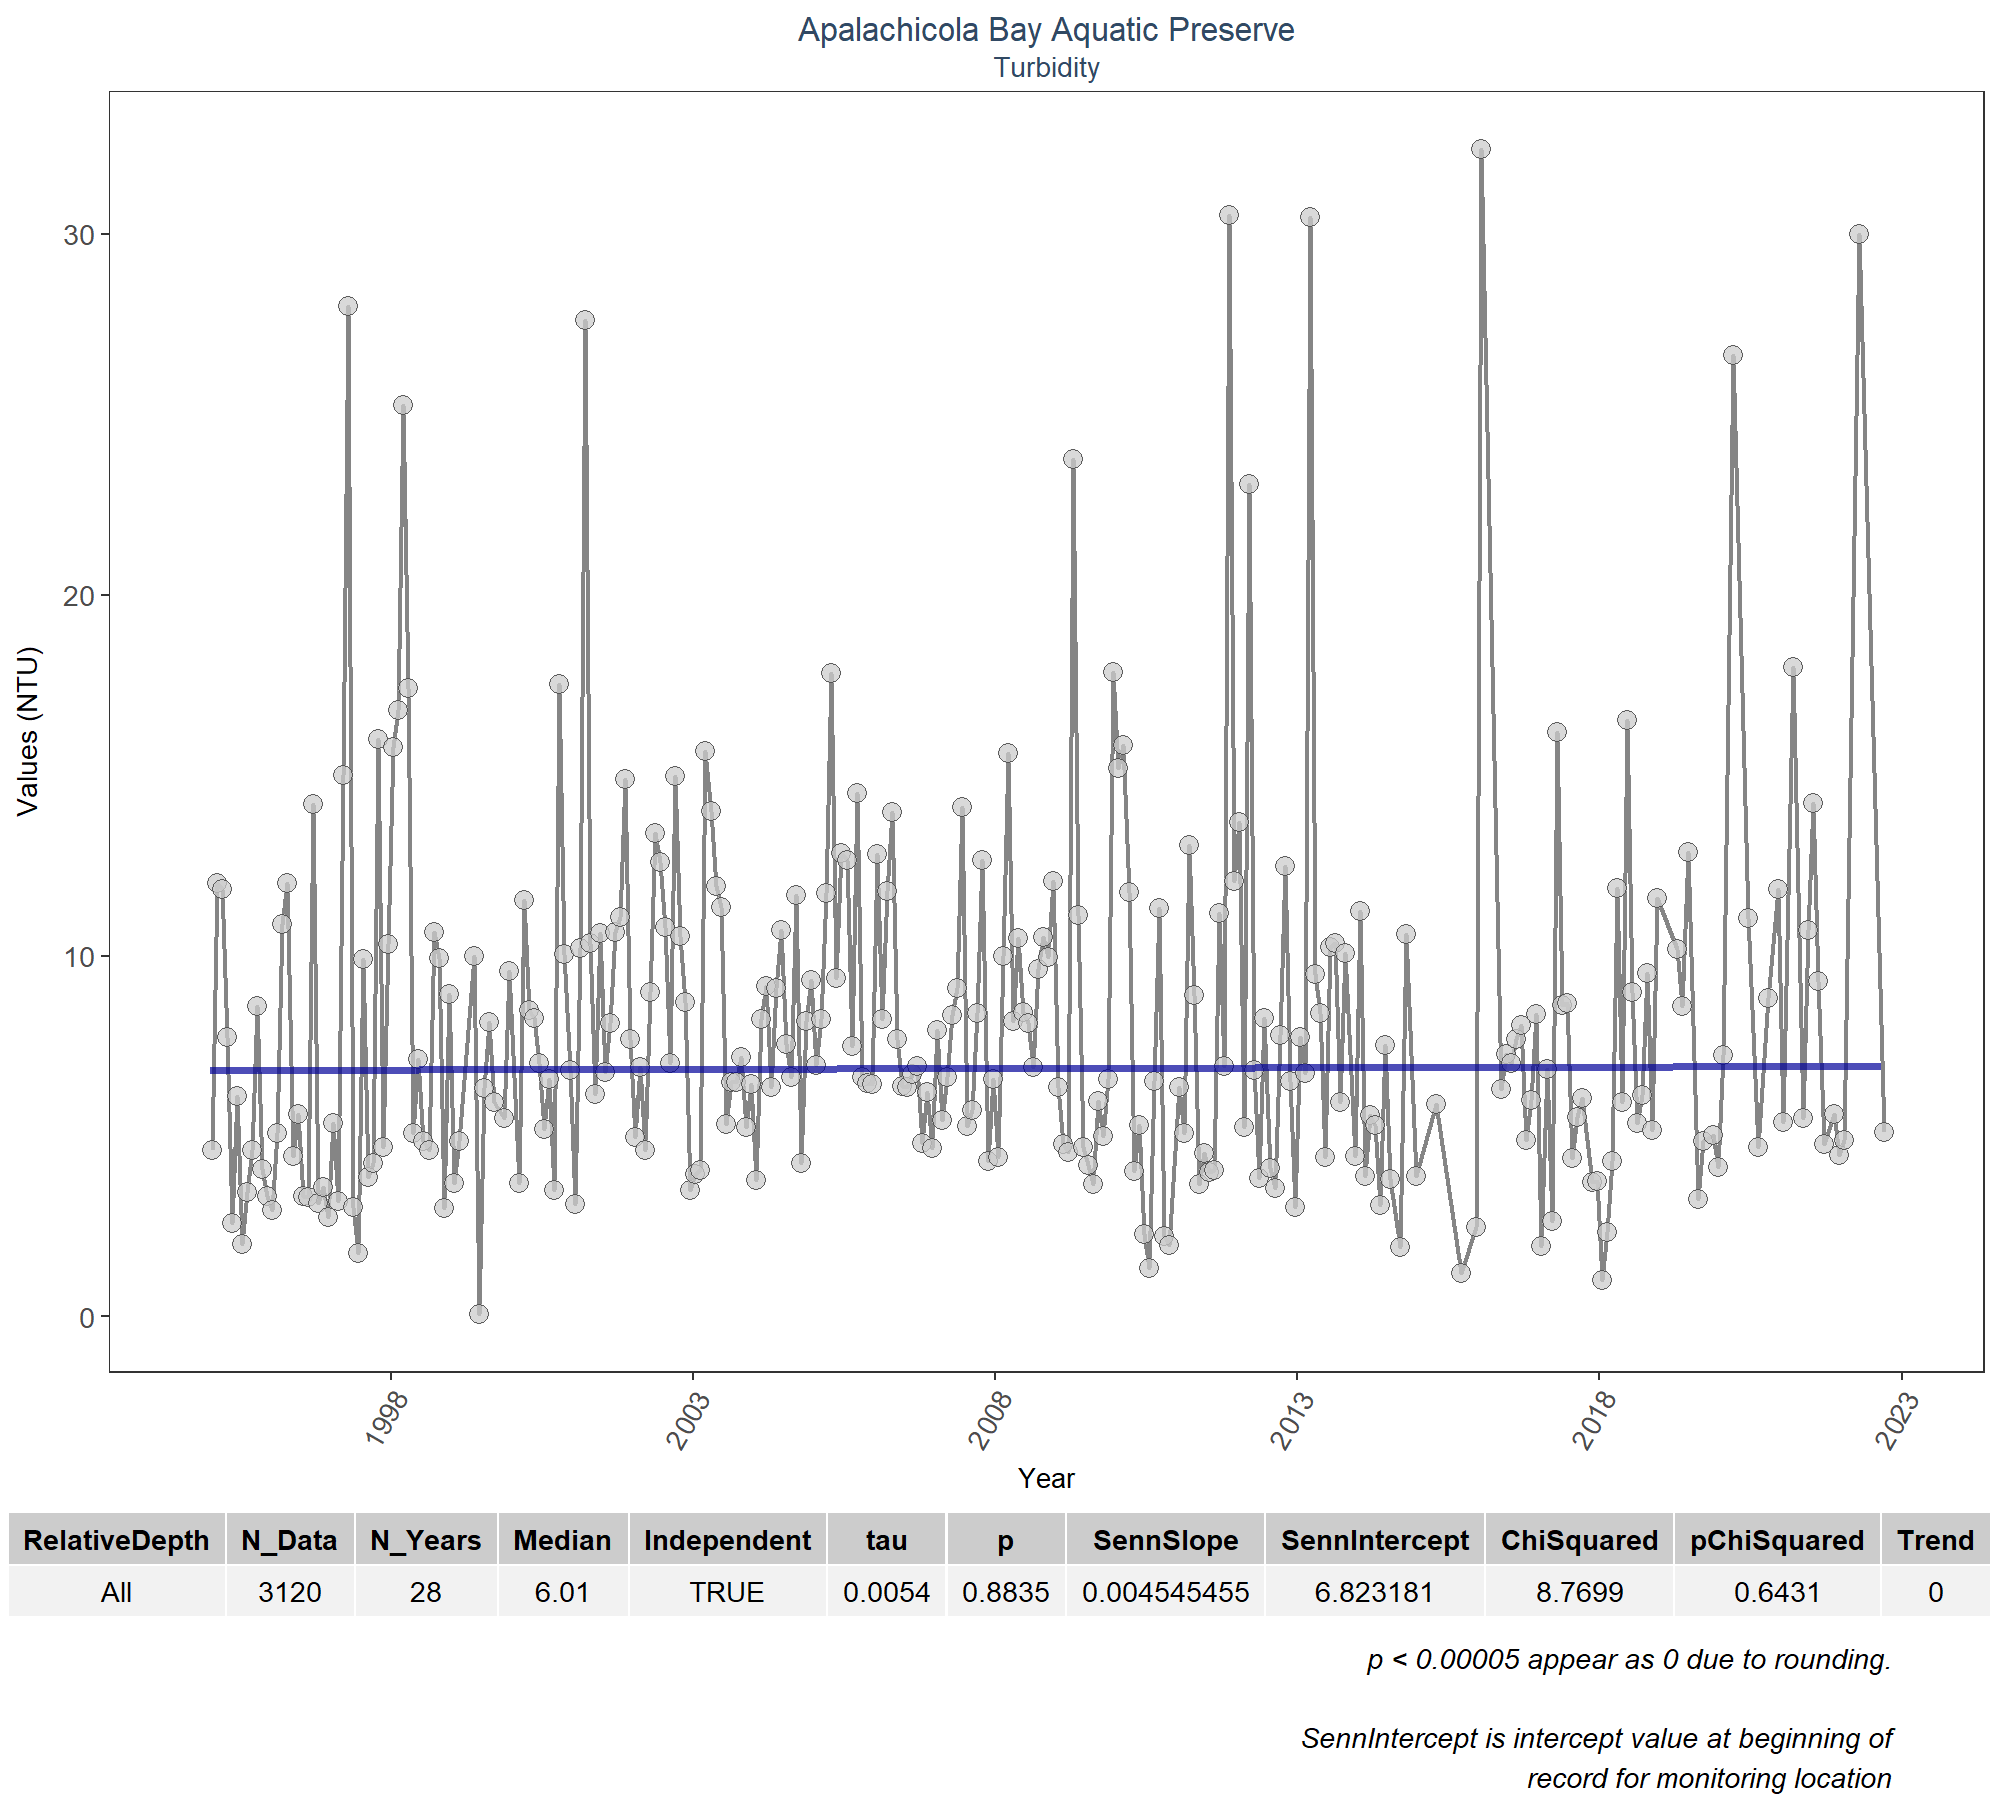 Apalachicola Bay Aquatic Preserve
Turbidity
Values (NTU)
30
20
10
0
1998 2003 2008 2013 2018 2023
Year
RelativeDepth N_Data N_Years Median Independent tau p SennSlope SennIntercept ChiSquared pChiSquared Trend
All 3120 28 6.01 TRUE 0.0054 0.8835 0.004545455 6.823181 8.7699 0.6431 0
p < 0.00005 appear as 0 due to rounding.
SennIntercept is intercept value at beginning of
record for monitoring location